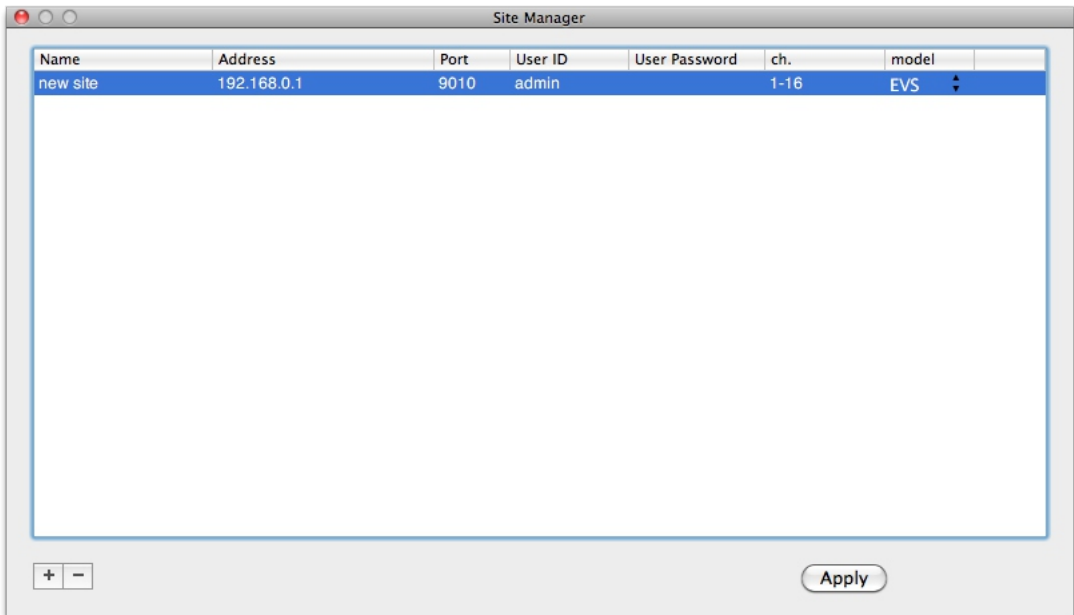 Site Manager
Name Address Port User ID User Password ch. model
new site 192.168.0.1 9010 admin 1-16 EVS
+ −
Apply